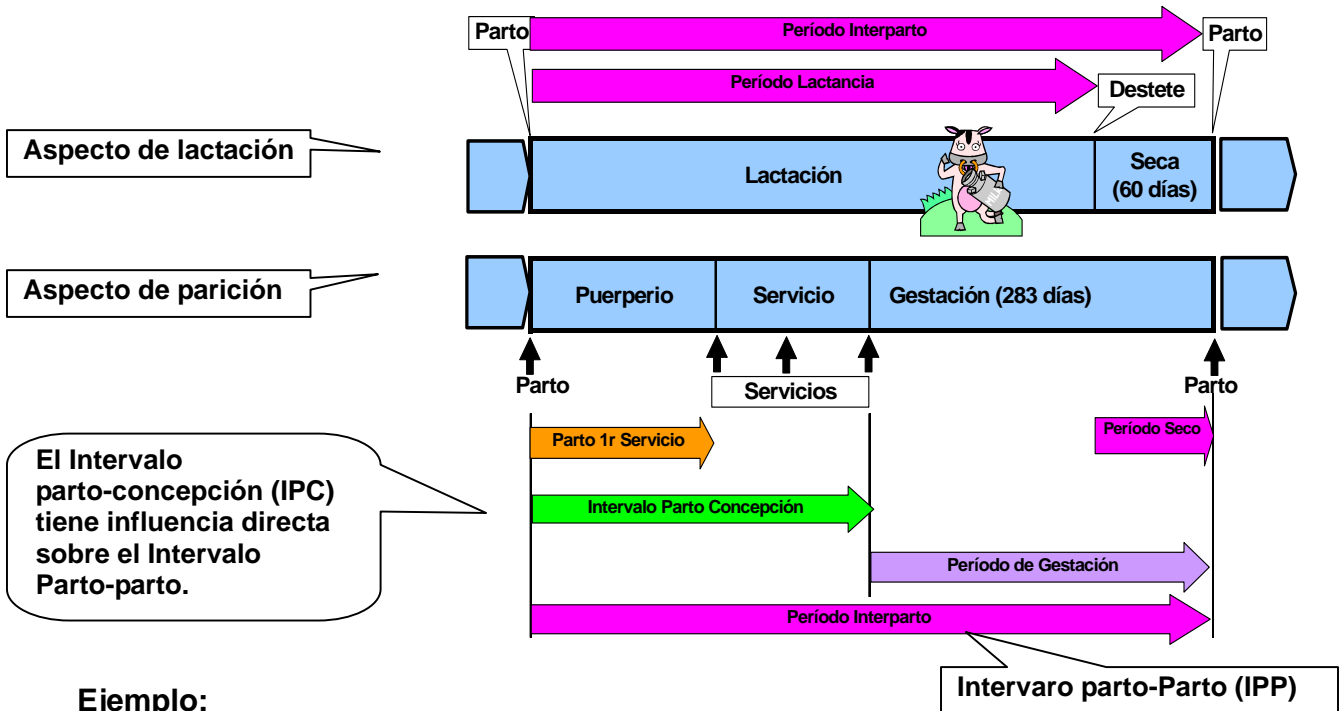 Parto
Período Interparto
Parto
Período Lactancia
Destete
Aspecto de lactación
Lactación
MILK
Seca
(60 días)
Aspecto de parición
Puerperio
Servicio
Gestación (283 días)
Parto
Servicios
Parto
Parto 1r Servicio
Período Seco
El Intervalo
parto-concepción (IPC)
tiene influencia directa
sobre el Intervalo
Parto-parto.
Intervalo Parto Concepción
Período de Gestación
Período Interparto
Intervaro parto-Parto (IPP)
Ejemplo: